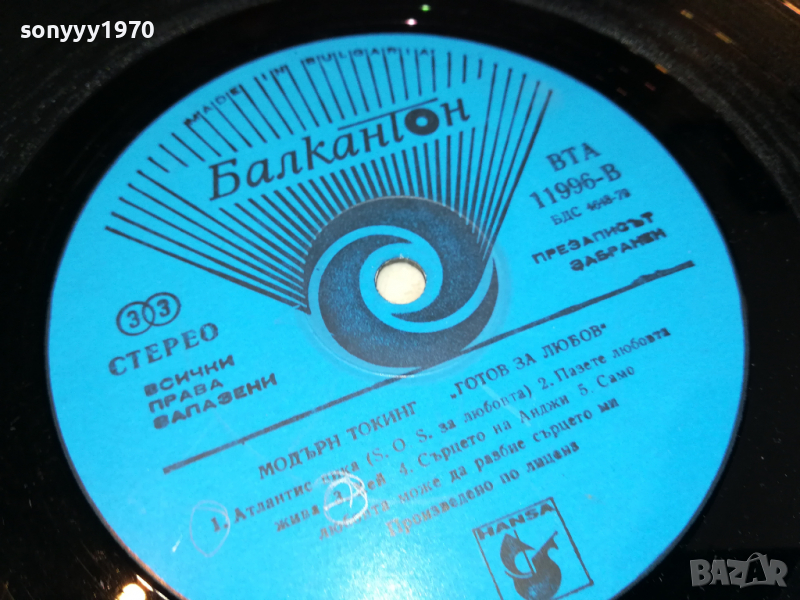 sonyyy1970
MADE IN BULGARIA
Балкантон
ВТА
11996-В
БДС 4648-79
ПРЕЗАПИСЪТ
ЗАБРАНЕН
33
СТЕРЕО
ВСИЧКИ
ПРАВА
ЗАПАЗЕНИ
МОДЪРН ТОКИНГ „ГОТОВ ЗА ЛЮБОВ“
1. Атлантис (S. O S. за любовта) 2. Пазете любовта
жива 3. 4. Сърцето на Анджи 5. Само
любовта може да разбие сърцето ми
Произведено по лиценз
HANSA
BAZAR